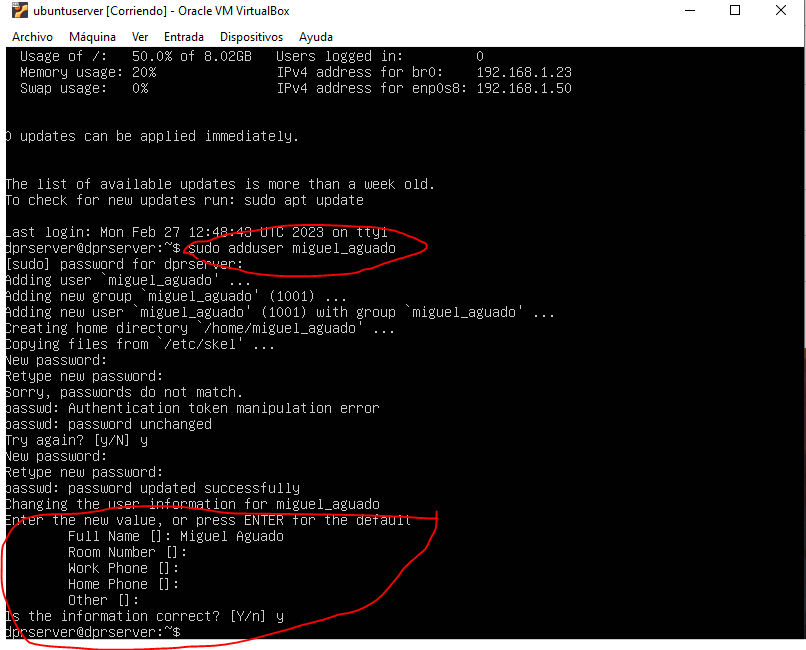 ubuntuserver [Corriendo] - Oracle VM VirtualBox
Archivo Máquina Ver Entrada Dispositivos Ayuda
Usage of /: 50.0% of 8.02GB Users logged in: 0
Memory usage: 20% IPv4 address for br0: 192.168.1.23
Swap usage: 0% IPv4 address for enp0s8: 192.168.1.50
0 updates can be applied immediately.
The list of available updates is more than a week old.
To check for new updates run: sudo apt update
Last login: Mon Feb 27 12:48:43 UTC 2023 on tty1
dprserver@dprserver:~$ sudo adduser miguel_aguado
[sudo] password for dprserver:
Adding user `miguel_aguado' ...
Adding new group `miguel_aguado' (1001) ...
Adding new user `miguel_aguado' (1001) with group `miguel_aguado' ...
Creating home directory `/home/miguel_aguado' ...
Copying files from `/etc/skel' ...
New password:
Retype new password:
Sorry, passwords do not match.
passwd: Authentication token manipulation error
passwd: password unchanged
Try again? [y/N] y
New password:
Retype new password:
passwd: password updated successfully
Changing the user information for miguel_aguado
Enter the new value, or press ENTER for the default
Full Name []: Miguel Aguado
Room Number []:
Work Phone []:
Home Phone []:
Other []:
Is the information correct? [Y/n] y
dprserver@dprserver:~$